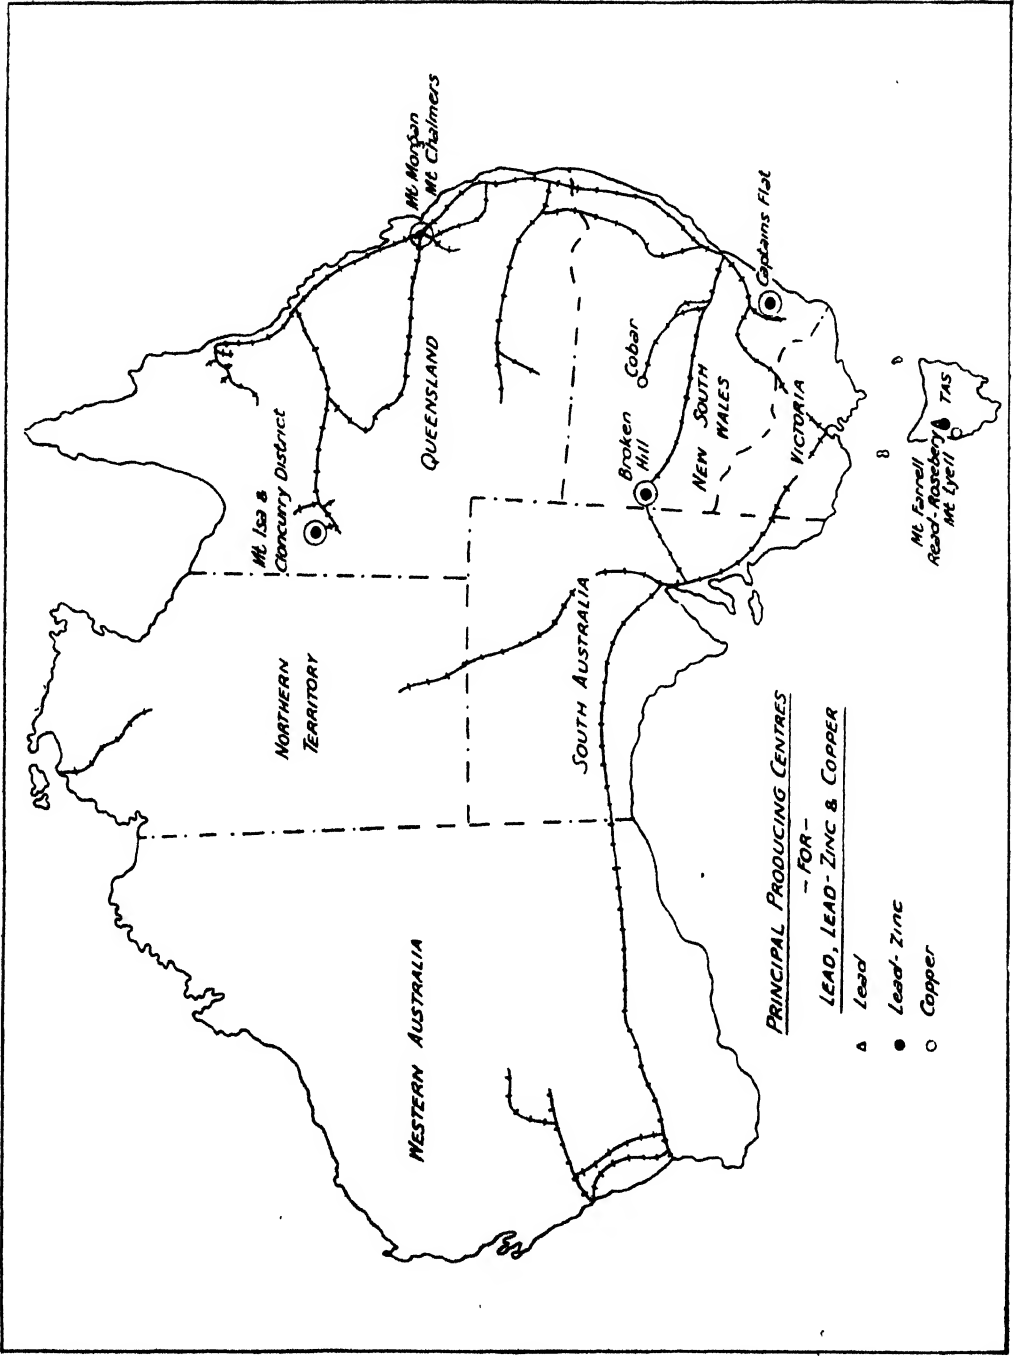 Mt Morgan
Mt Chalmers
Mt Isa &
Cloncurry District
QUEENSLAND
NORTHERN
TERRITORY
WESTERN AUSTRALIA
SOUTH AUSTRALIA
Broken
Hill
Cobar
NEW SOUTH
WALES
Captains Flat
VICTORIA
TAS
Mt Farrell
Read-Rosebery
Mt Lyell
PRINCIPAL PRODUCING CENTRES
-FOR-
LEAD, LEAD-ZINC & COPPER
Lead
Lead-Zinc
Copper